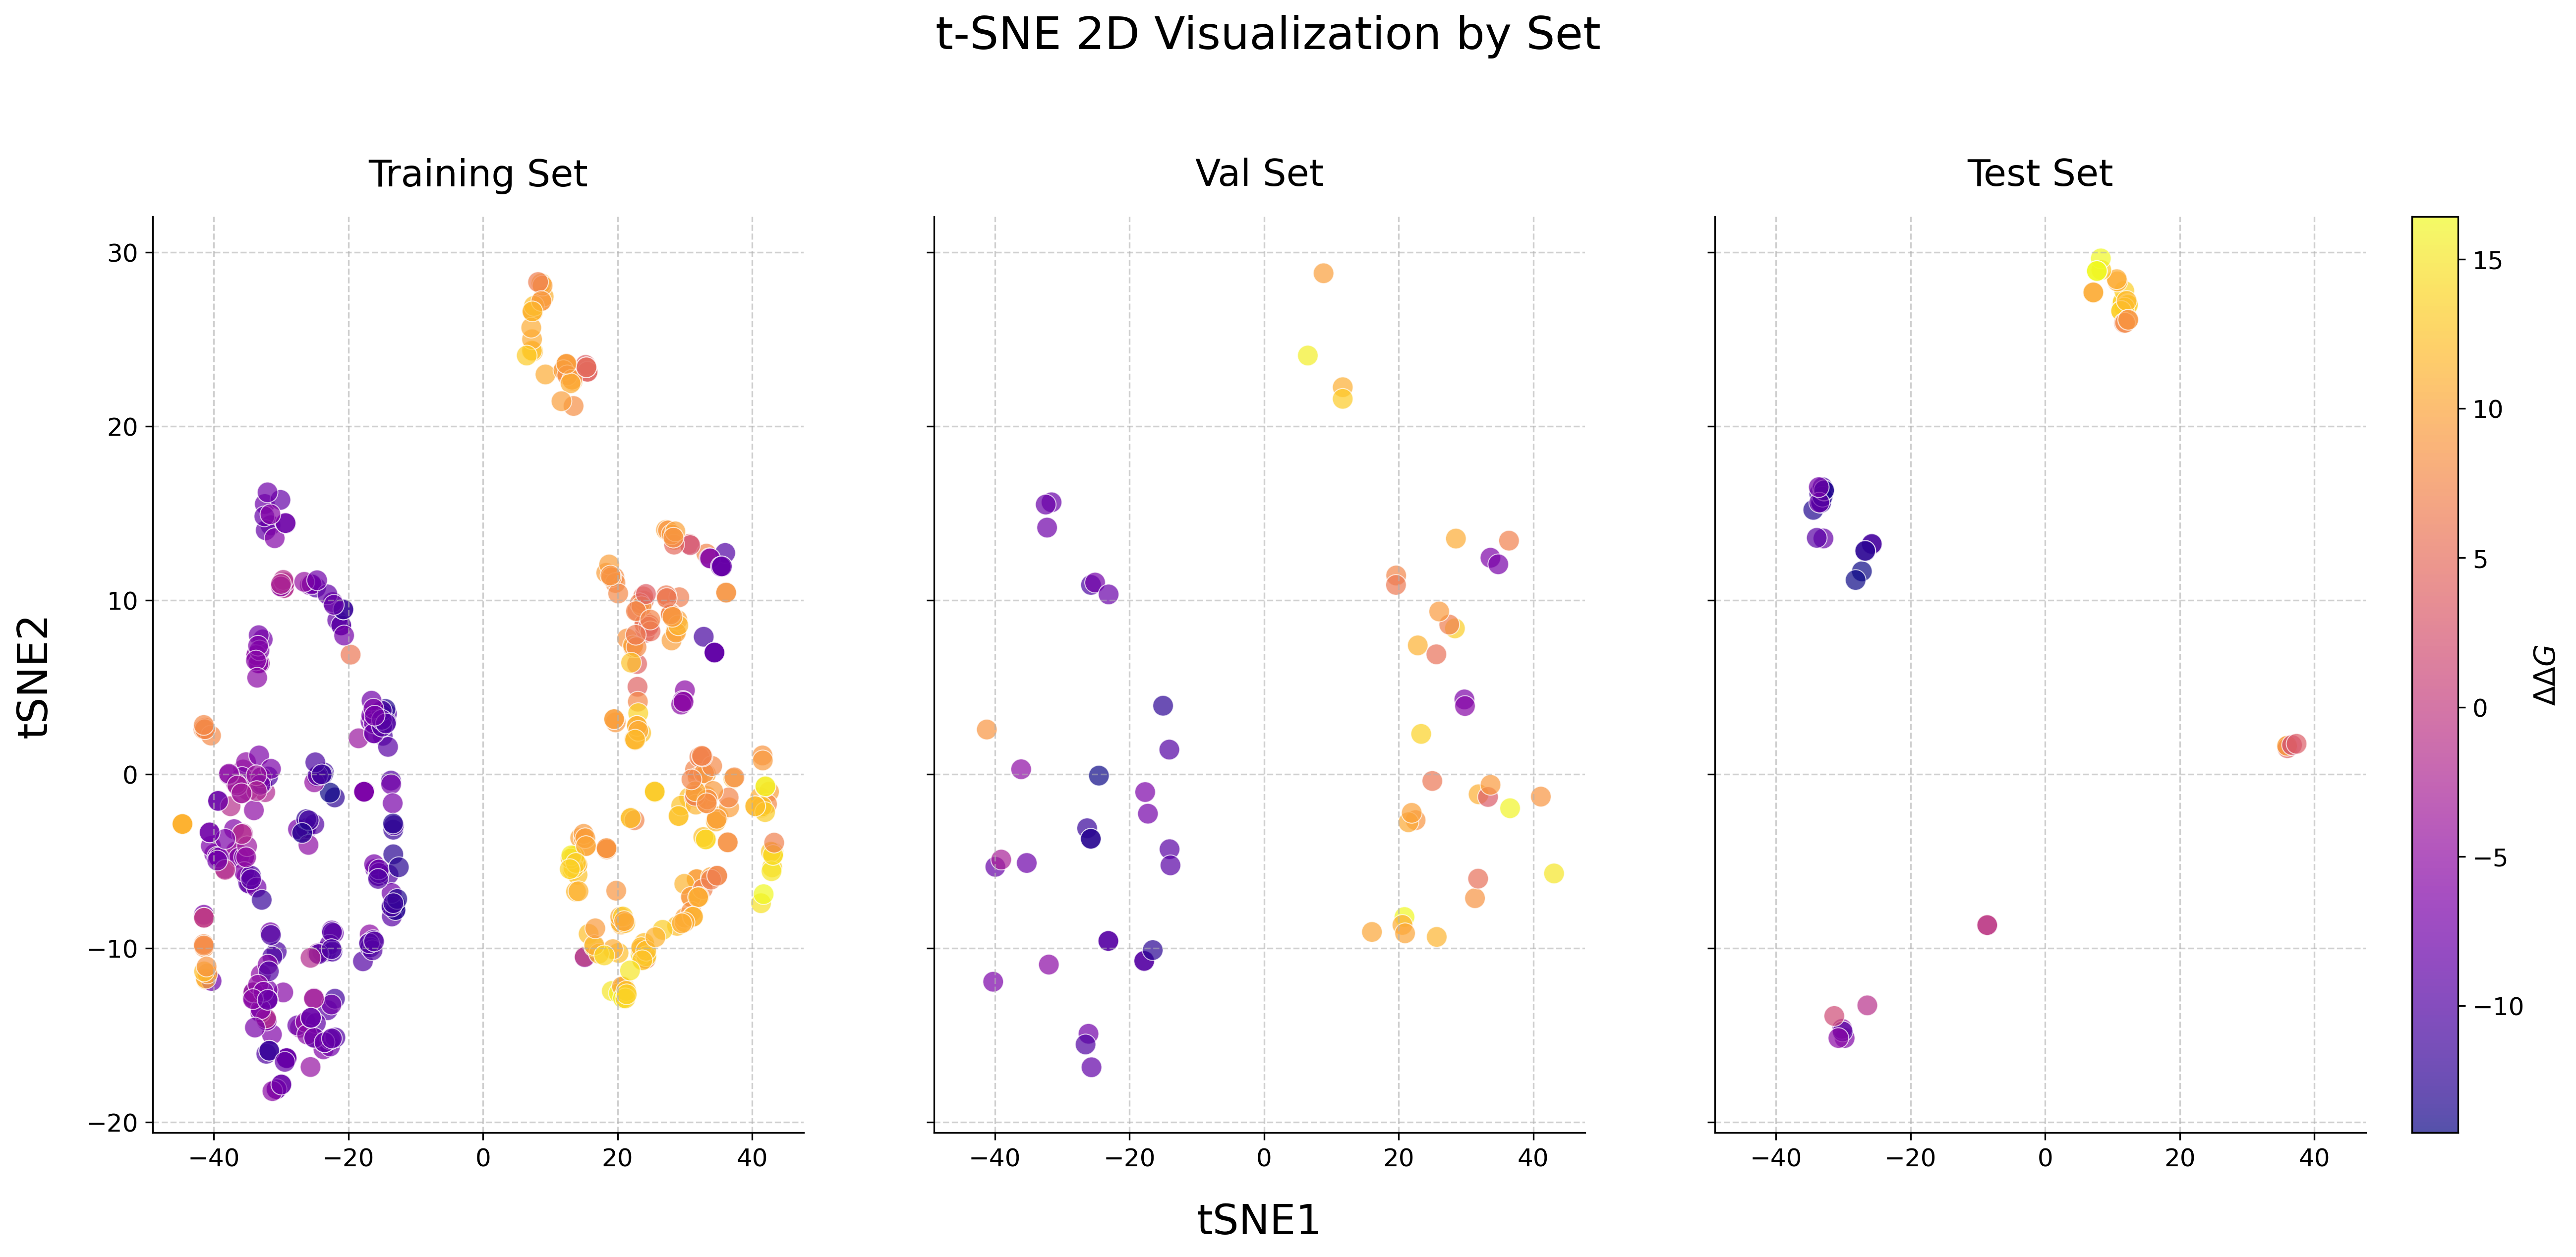 t-SNE 2D Visualization by Set
Training Set
Val Set
Test Set
30
20
10
0
−10
−20
tSNE2
−40 −20 0 20 40
−40 −20 0 20 40
−40 −20 0 20 40
tSNE1
15
10
5
0
−5
−10
ΔΔG